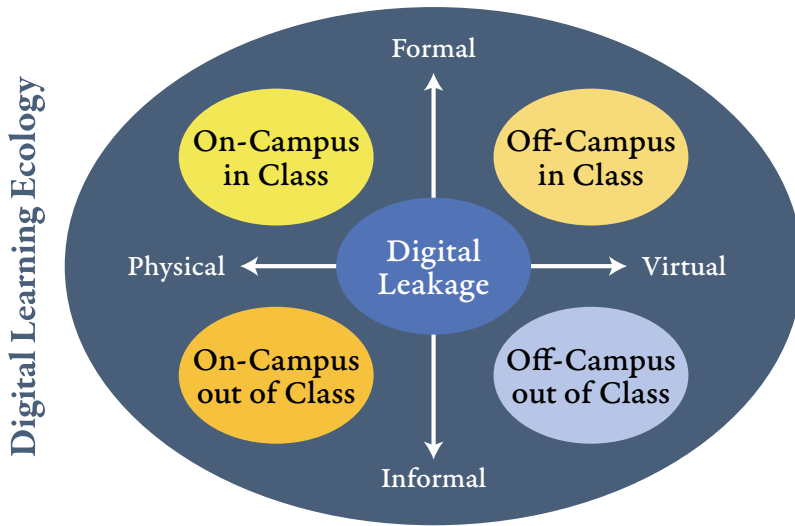 Digital Learning Ecology
Formal
On-Campus
in Class
Off-Campus
in Class
Physical
Digital
Leakage
Virtual
On-Campus
out of Class
Off-Campus
out of Class
Informal